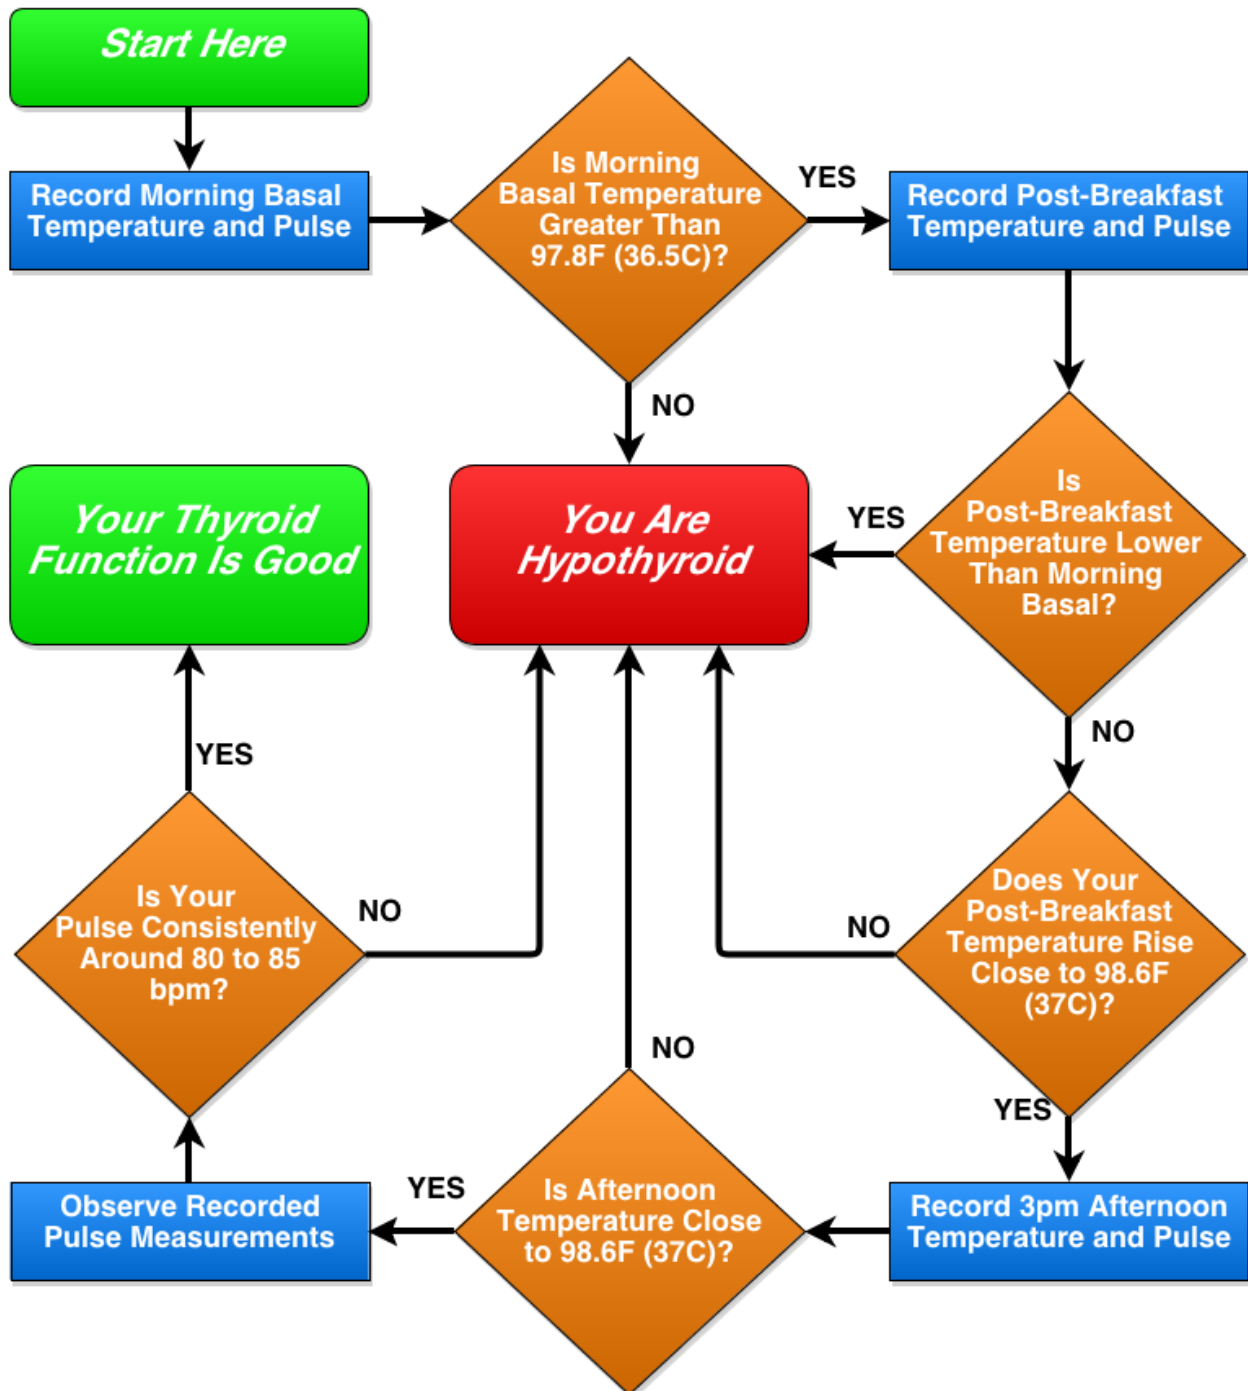 Start Here
Record Morning Basal
Temperature and Pulse
Is Morning
Basal Temperature
Greater Than
97.8F (36.5C)?
YES
Record Post-Breakfast
Temperature and Pulse
NO
Is
Post-Breakfast
Temperature Lower
Than Morning
Basal?
YES
You Are
Hypothyroid
Your Thyroid
Function Is Good
NO
Does Your
Post-Breakfast
Temperature Rise
Close to 98.6F
(37C)?
NO
YES
Record 3pm Afternoon
Temperature and Pulse
Is Afternoon
Temperature Close
to 98.6F (37C)?
NO
YES
Observe Recorded
Pulse Measurements
Is Your
Pulse Consistently
Around 80 to 85
bpm?
NO
YES